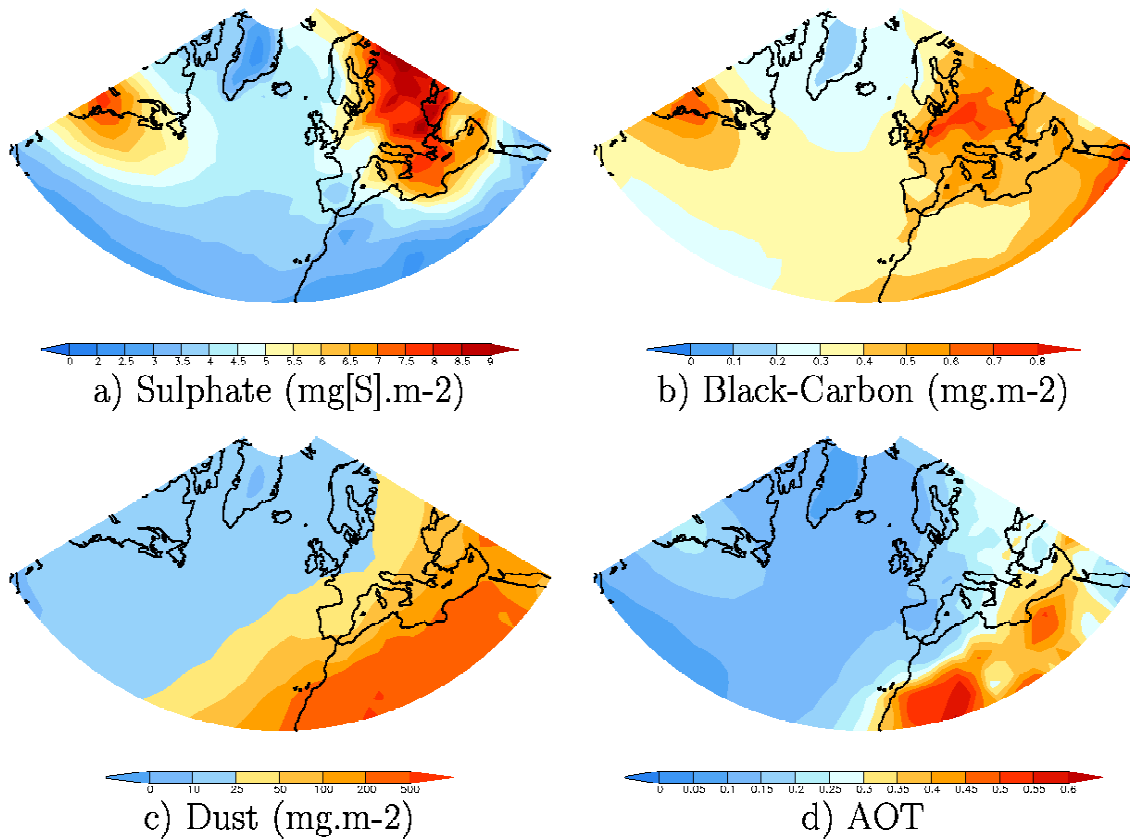 0 2 2.5 3 3.5 4 4.5 5 5.5 6 6.5 7 7.5 8 8.5 9
a) Sulphate (mg[S].m-2)
0 0.1 0.2 0.3 0.4 0.5 0.6 0.7 0.8
b) Black-Carbon (mg.m-2)
0 10 25 50 100 200 500
c) Dust (mg.m-2)
0 0.05 0.1 0.15 0.2 0.25 0.3 0.35 0.4 0.45 0.5 0.55 0.6
d) AOT